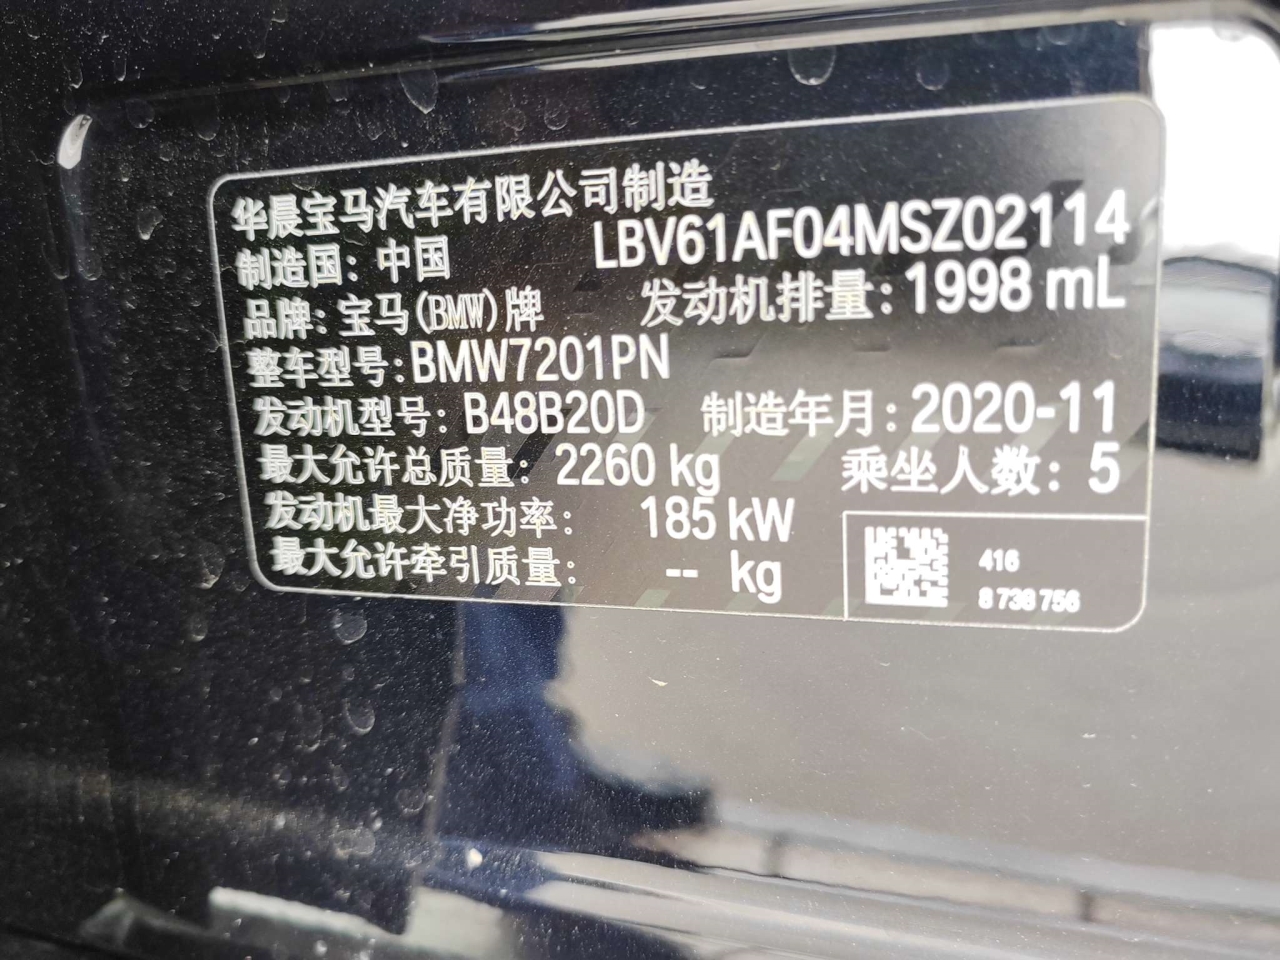 华晨宝马汽车有限公司制造
制造国：中国 LBV61AF04MSZ02114
品牌：宝马(BMW)牌 发动机排量：1998 mL
整车型号：BMW7201PN
发动机型号：B48B20D 制造年月：2020-11
最大允许总质量：2260 kg 乘坐人数：5
发动机最大净功率：185 kW
最大允许牵引质量：-- kg
416
8 738 756